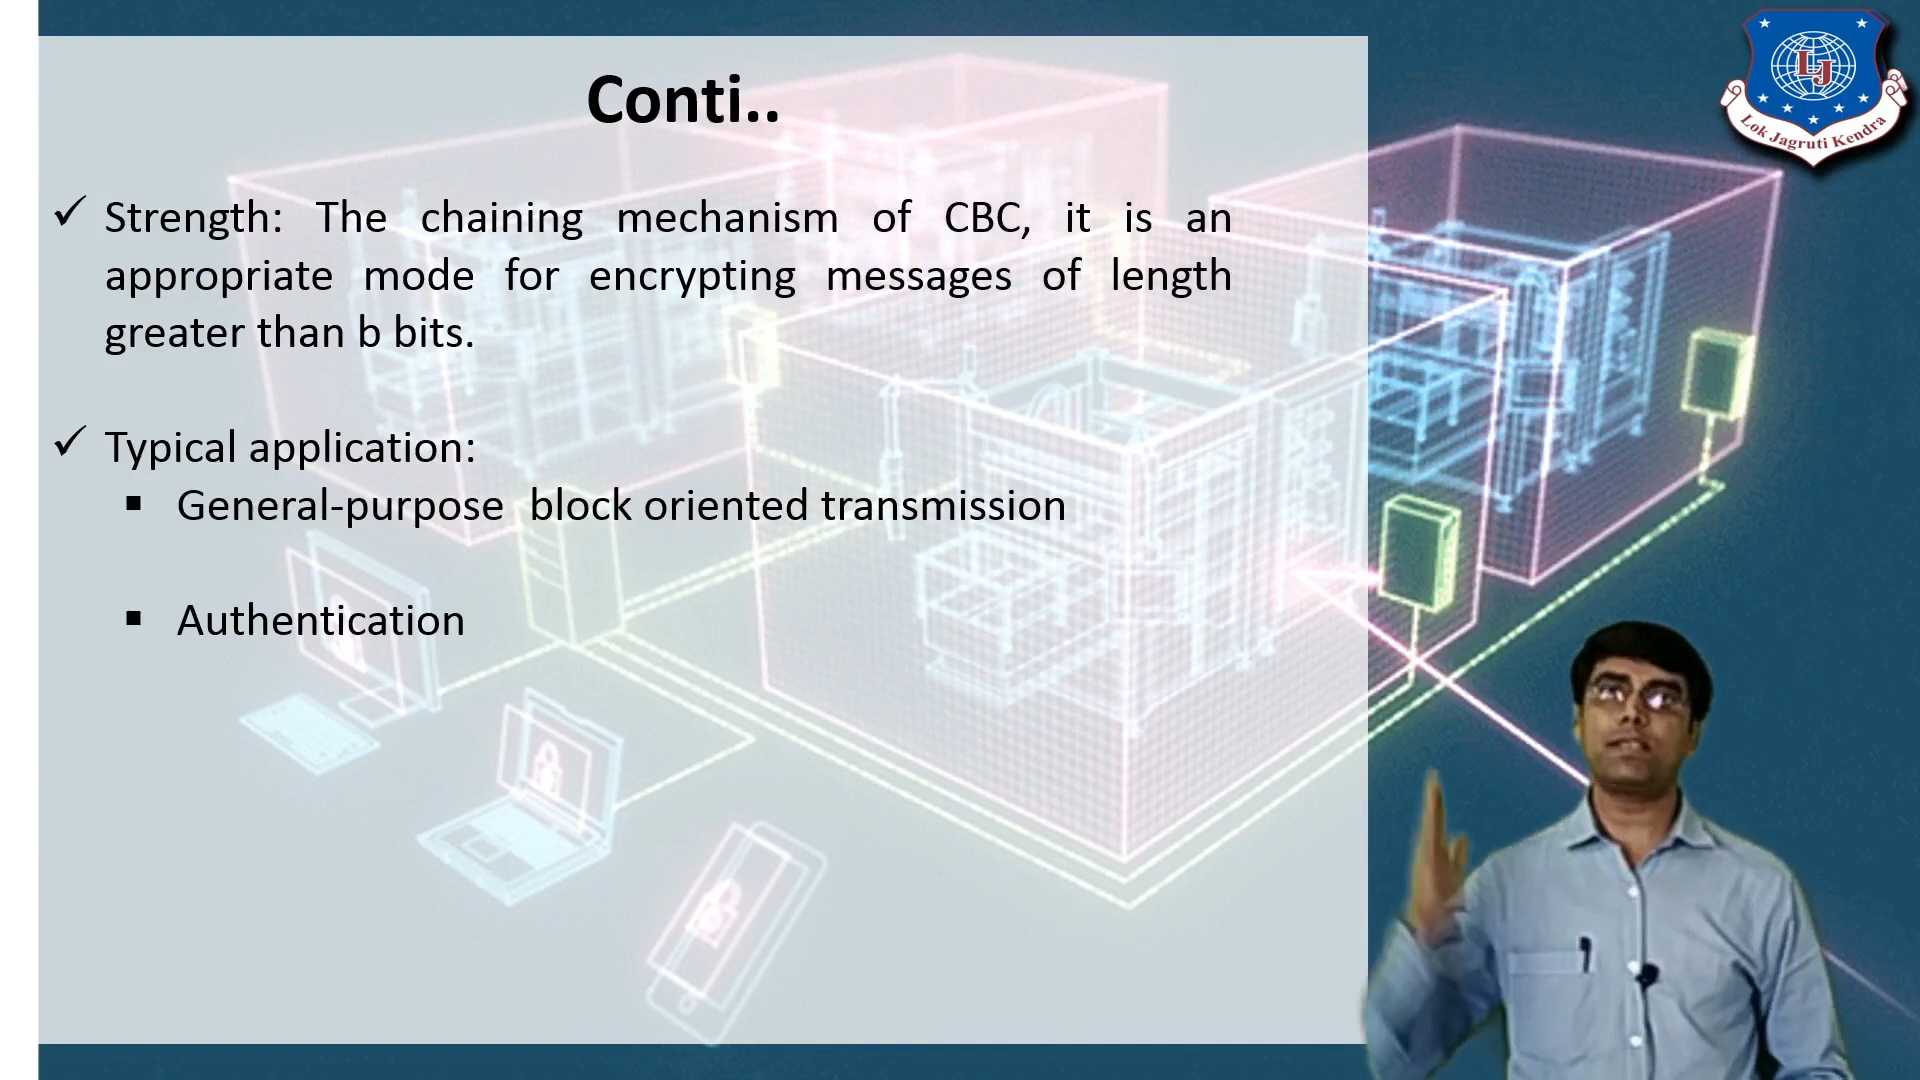 Conti..
Strength: The chaining mechanism of CBC, it is an
appropriate mode for encrypting messages of length
greater than b bits.
Typical application:
General-purpose block oriented transmission
Authentication
LJ
Lok Jagruti Kendra